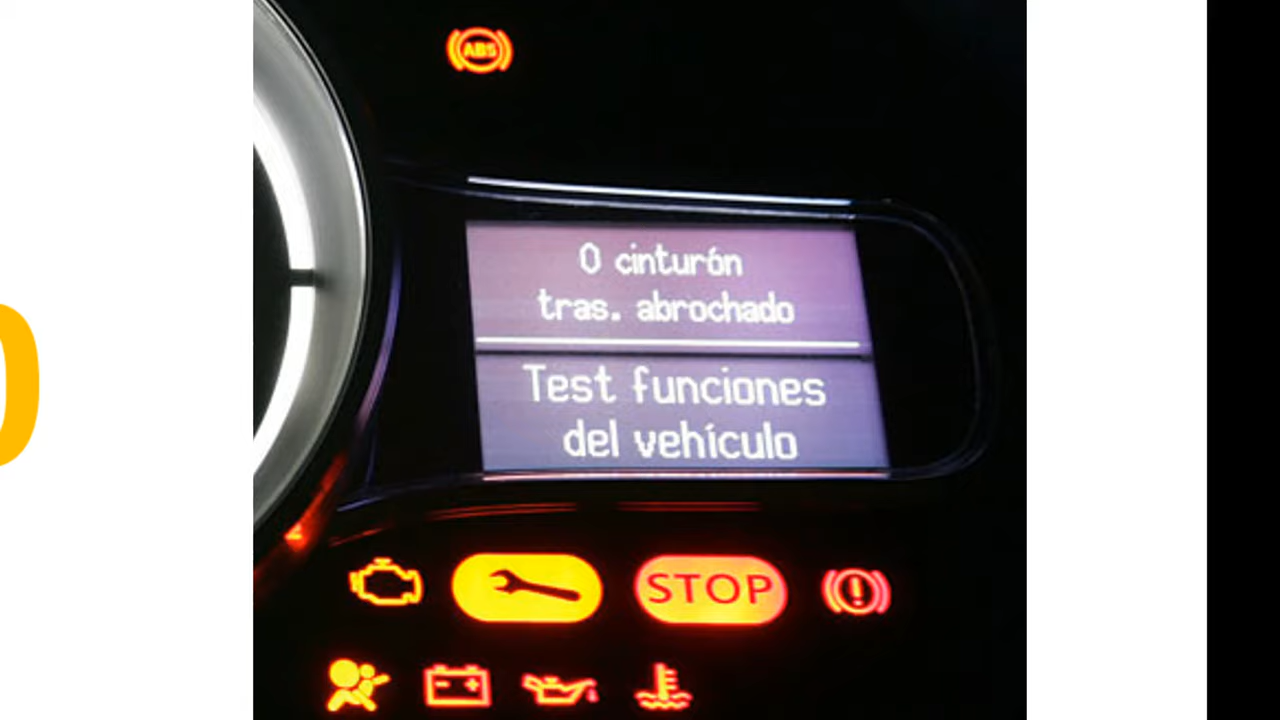 ABS
0 cinturón
tras. abrochado
Test funciones
del vehículo
STOP